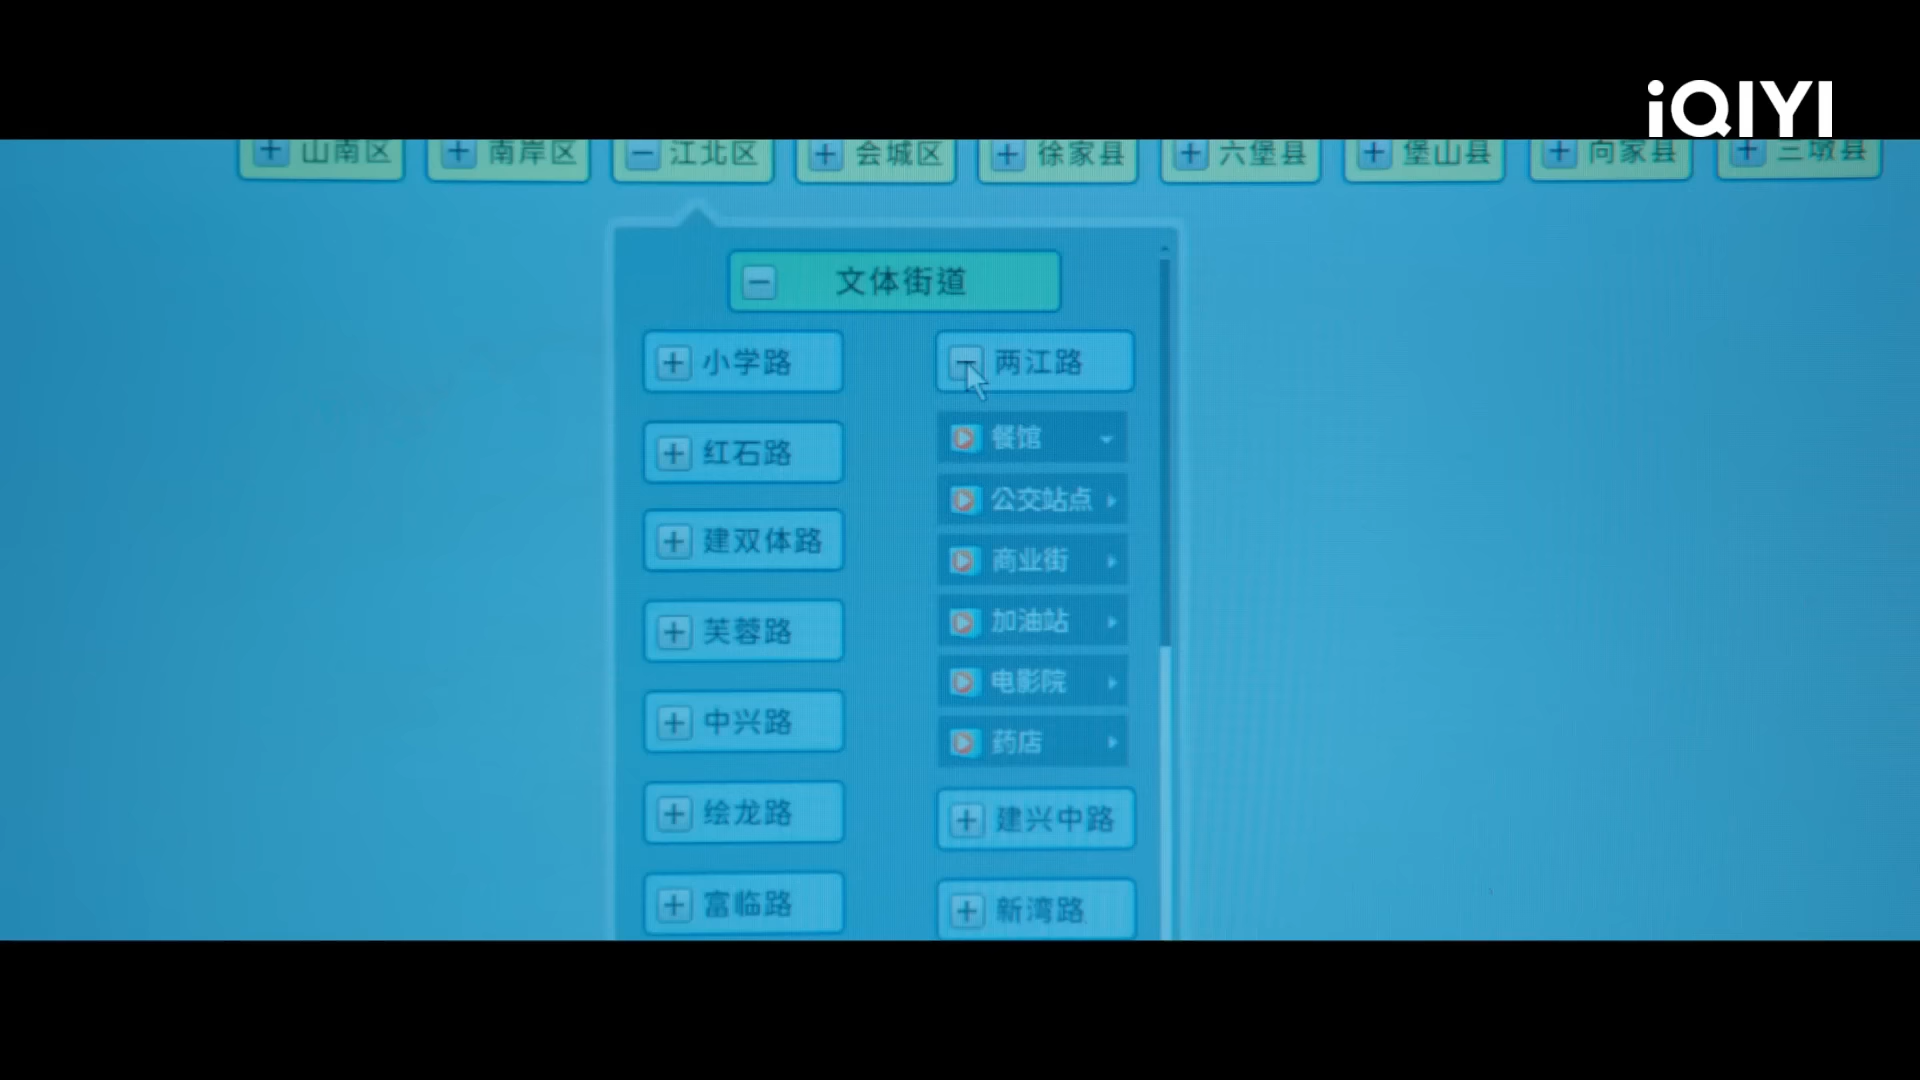 iQIYI
山南区
南岸区
江北区
会城区
徐家县
六堡县
堡山县
向家县
三墩县
文体街道
小学路
两江路
餐馆
红石路
公交站点
建双体路
商业街
加油站
芙蓉路
电影院
中兴路
药店
绘龙路
建兴中路
富临路
新湾路